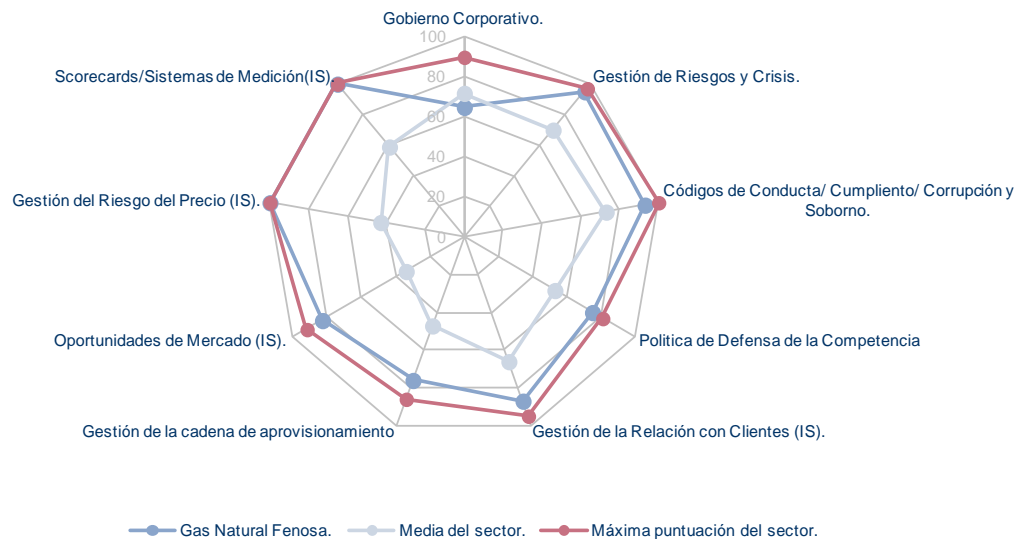 Gobierno Corporativo.
100
Scorecards/Sistemas de Medición(IS).
80
Gestión de Riesgos y Crisis.
60
40
Gestión del Riesgo del Precio (IS).
20
Códigos de Conducta/ Cumpliento/ Corrupción y
Soborno.
0
Oportunidades de Mercado (IS).
Politica de Defensa de la Competencia
Gestión de la cadena de aprovisionamiento
Gestión de la Relación con Clientes (IS).
Gas Natural Fenosa.
Media del sector.
Máxima puntuación del sector.